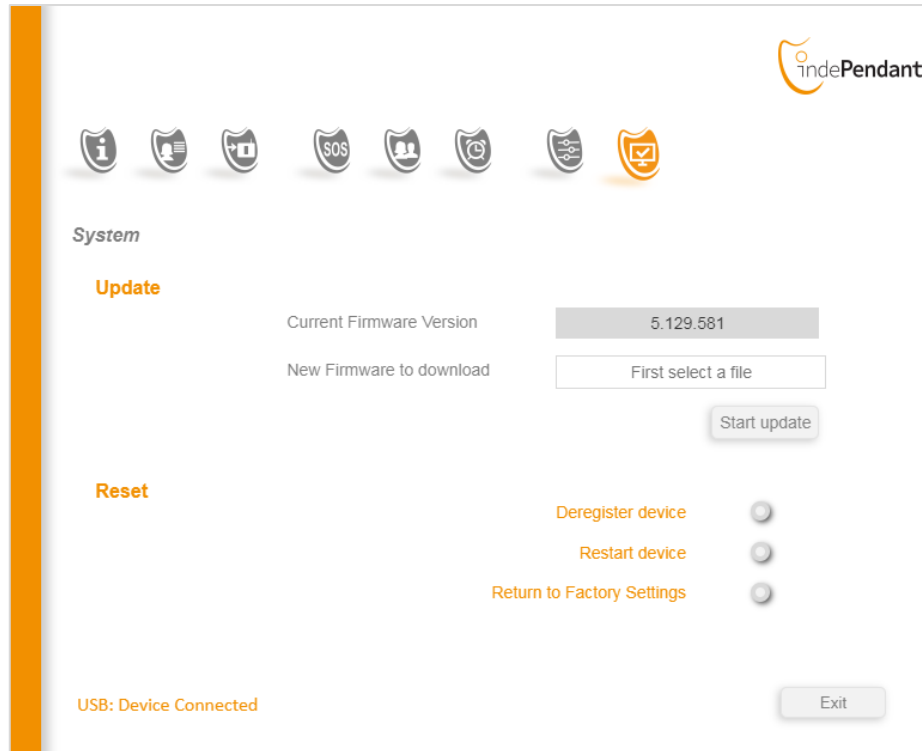 indePendant
SOS
System
Update
Current Firmware Version 5.129.581
New Firmware to download First select a file
Start update
Reset
Deregister device
Restart device
Return to Factory Settings
USB: Device Connected
Exit